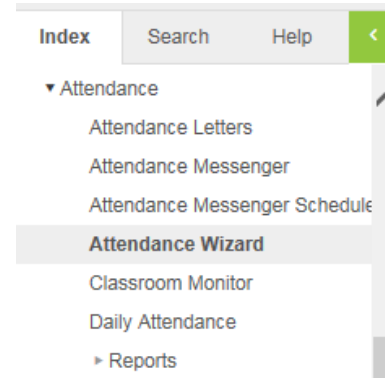 Index Search Help
Attendance
Attendance Letters
Attendance Messenger
Attendance Messenger Schedule
Attendance Wizard
Classroom Monitor
Daily Attendance
Reports